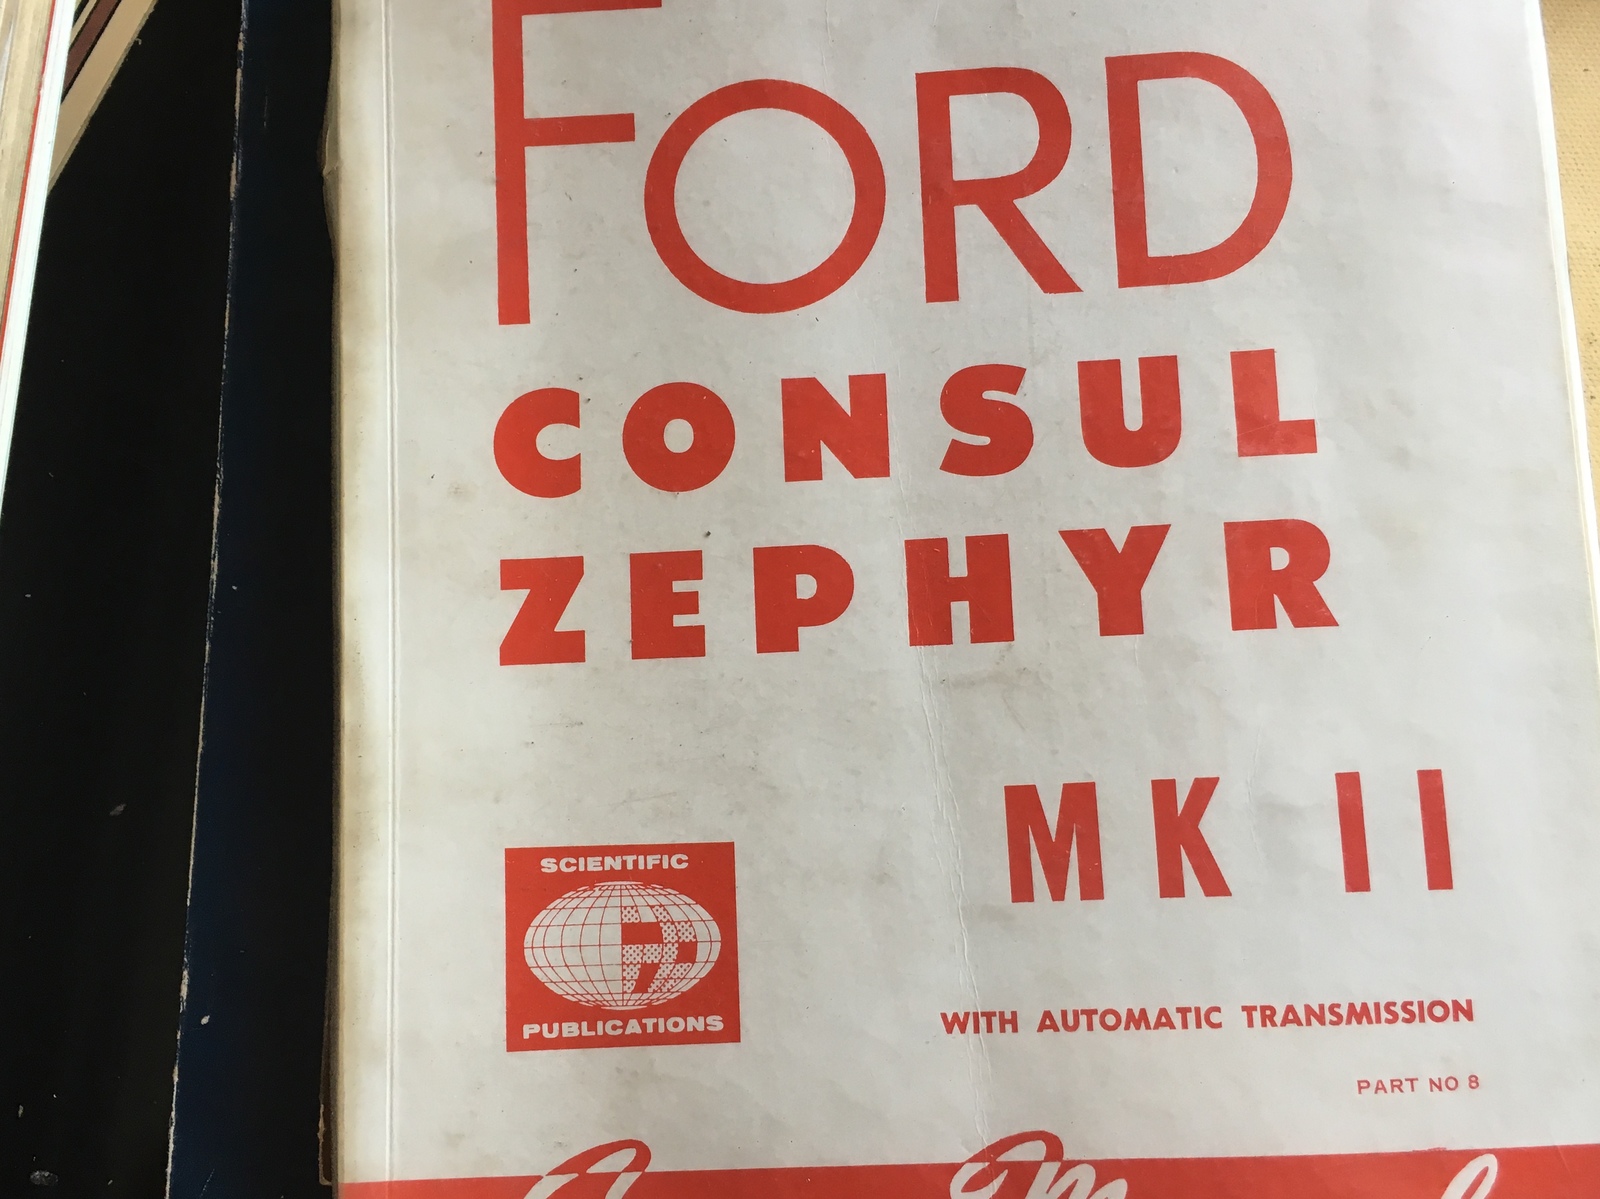 FORD
CONSUL
ZEPHYR
MK II
SCIENTIFIC
PUBLICATIONS
WITH AUTOMATIC TRANSMISSION
PART NO 8